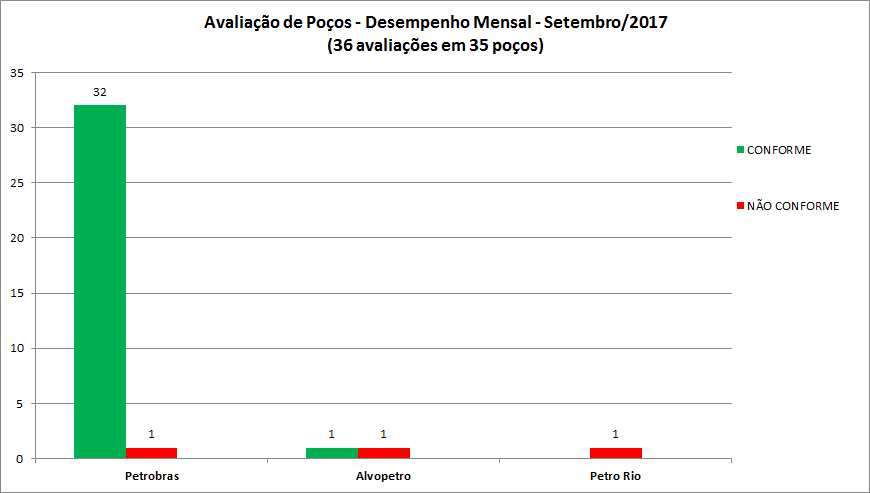 Avaliação de Poços - Desempenho Mensal - Setembro/2017
(36 avaliações em 35 poços)
35
30
25
20
15
10
5
0
32
1
1
1
1
Petrobras
Alvopetro
Petro Rio
CONFORME
NÃO CONFORME